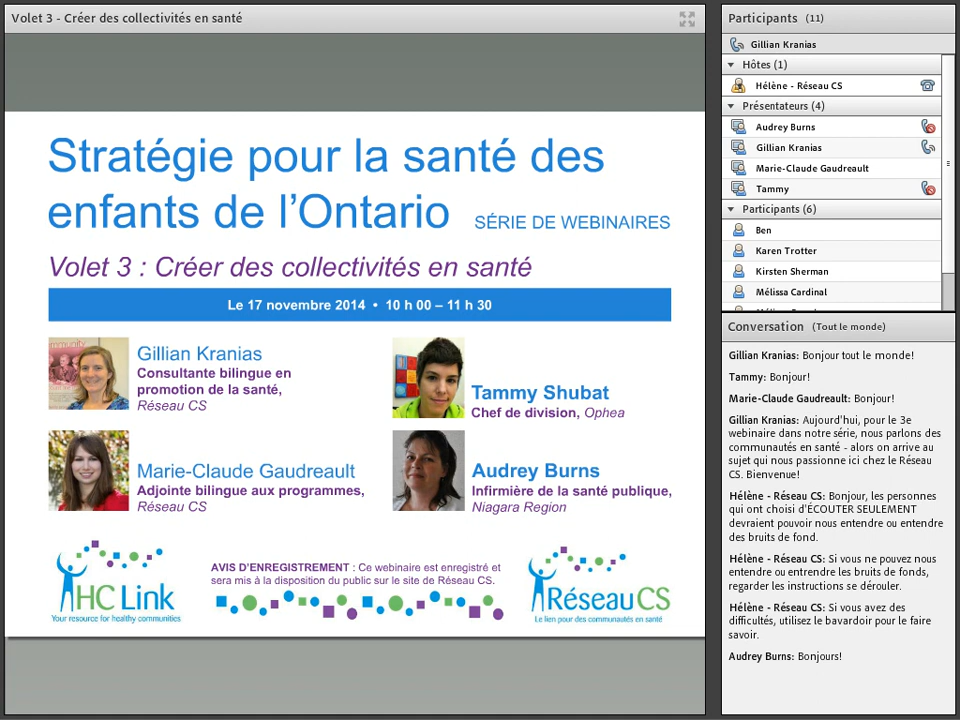 Volet 3 - Créer des collectivités en santé
Stratégie pour la santé des
enfants de l'Ontario SÉRIE DE WEBINAIRES
Volet 3 : Créer des collectivités en santé
Le 17 novembre 2014 • 10 h 00 – 11 h 30
Gillian Kranias
Consultante bilingue en
promotion de la santé,
Réseau CS
Tammy Shubat
Chef de division, Ophea
Marie-Claude Gaudreault
Adjointe bilingue aux programmes,
Réseau CS
Audrey Burns
Infirmière de la santé publique,
Niagara Region
HC Link
Your resource for healthy communities
AVIS D'ENREGISTREMENT : Ce webinaire est enregistré et
sera mis à la disposition du public sur le site de Réseau CS.
RéseauCS
Le lien pour des communautés en santé
Participants (11)
Gillian Kranias
Hôtes (1)
Hélène - Réseau CS
Présentateurs (4)
Audrey Burns
Gillian Kranias
Marie-Claude Gaudreault
Tammy
Participants (6)
Ben
Karen Trotter
Kirsten Sherman
Mélissa Cardinal
Conversation (Tout le monde)
Gillian Kranias: Bonjour tout le monde!
Tammy: Bonjour!
Marie-Claude Gaudreault: Bonjour!
Gillian Kranias: Aujourd'hui, pour le 3e
webinaire dans notre série, nous parlons des
communautés en santé - alors on arrive au
sujet qui nous passionne ici chez le Réseau
CS. Bienvenue!
Hélène - Réseau CS: Bonjour, les personnes
qui ont choisi d'ÉCOUTER SEULEMENT
devraient pouvoir nous entendre ou entendre
des bruits de fond.
Hélène - Réseau CS: Si vous ne pouvez nous
entendre ou entrendre les bruits de fonds,
regarder les instructions se dérouler.
Hélène - Réseau CS: Si vous avez des
difficultés, utilisez le bavardoir pour le faire
savoir.
Audrey Burns: Bonjours!